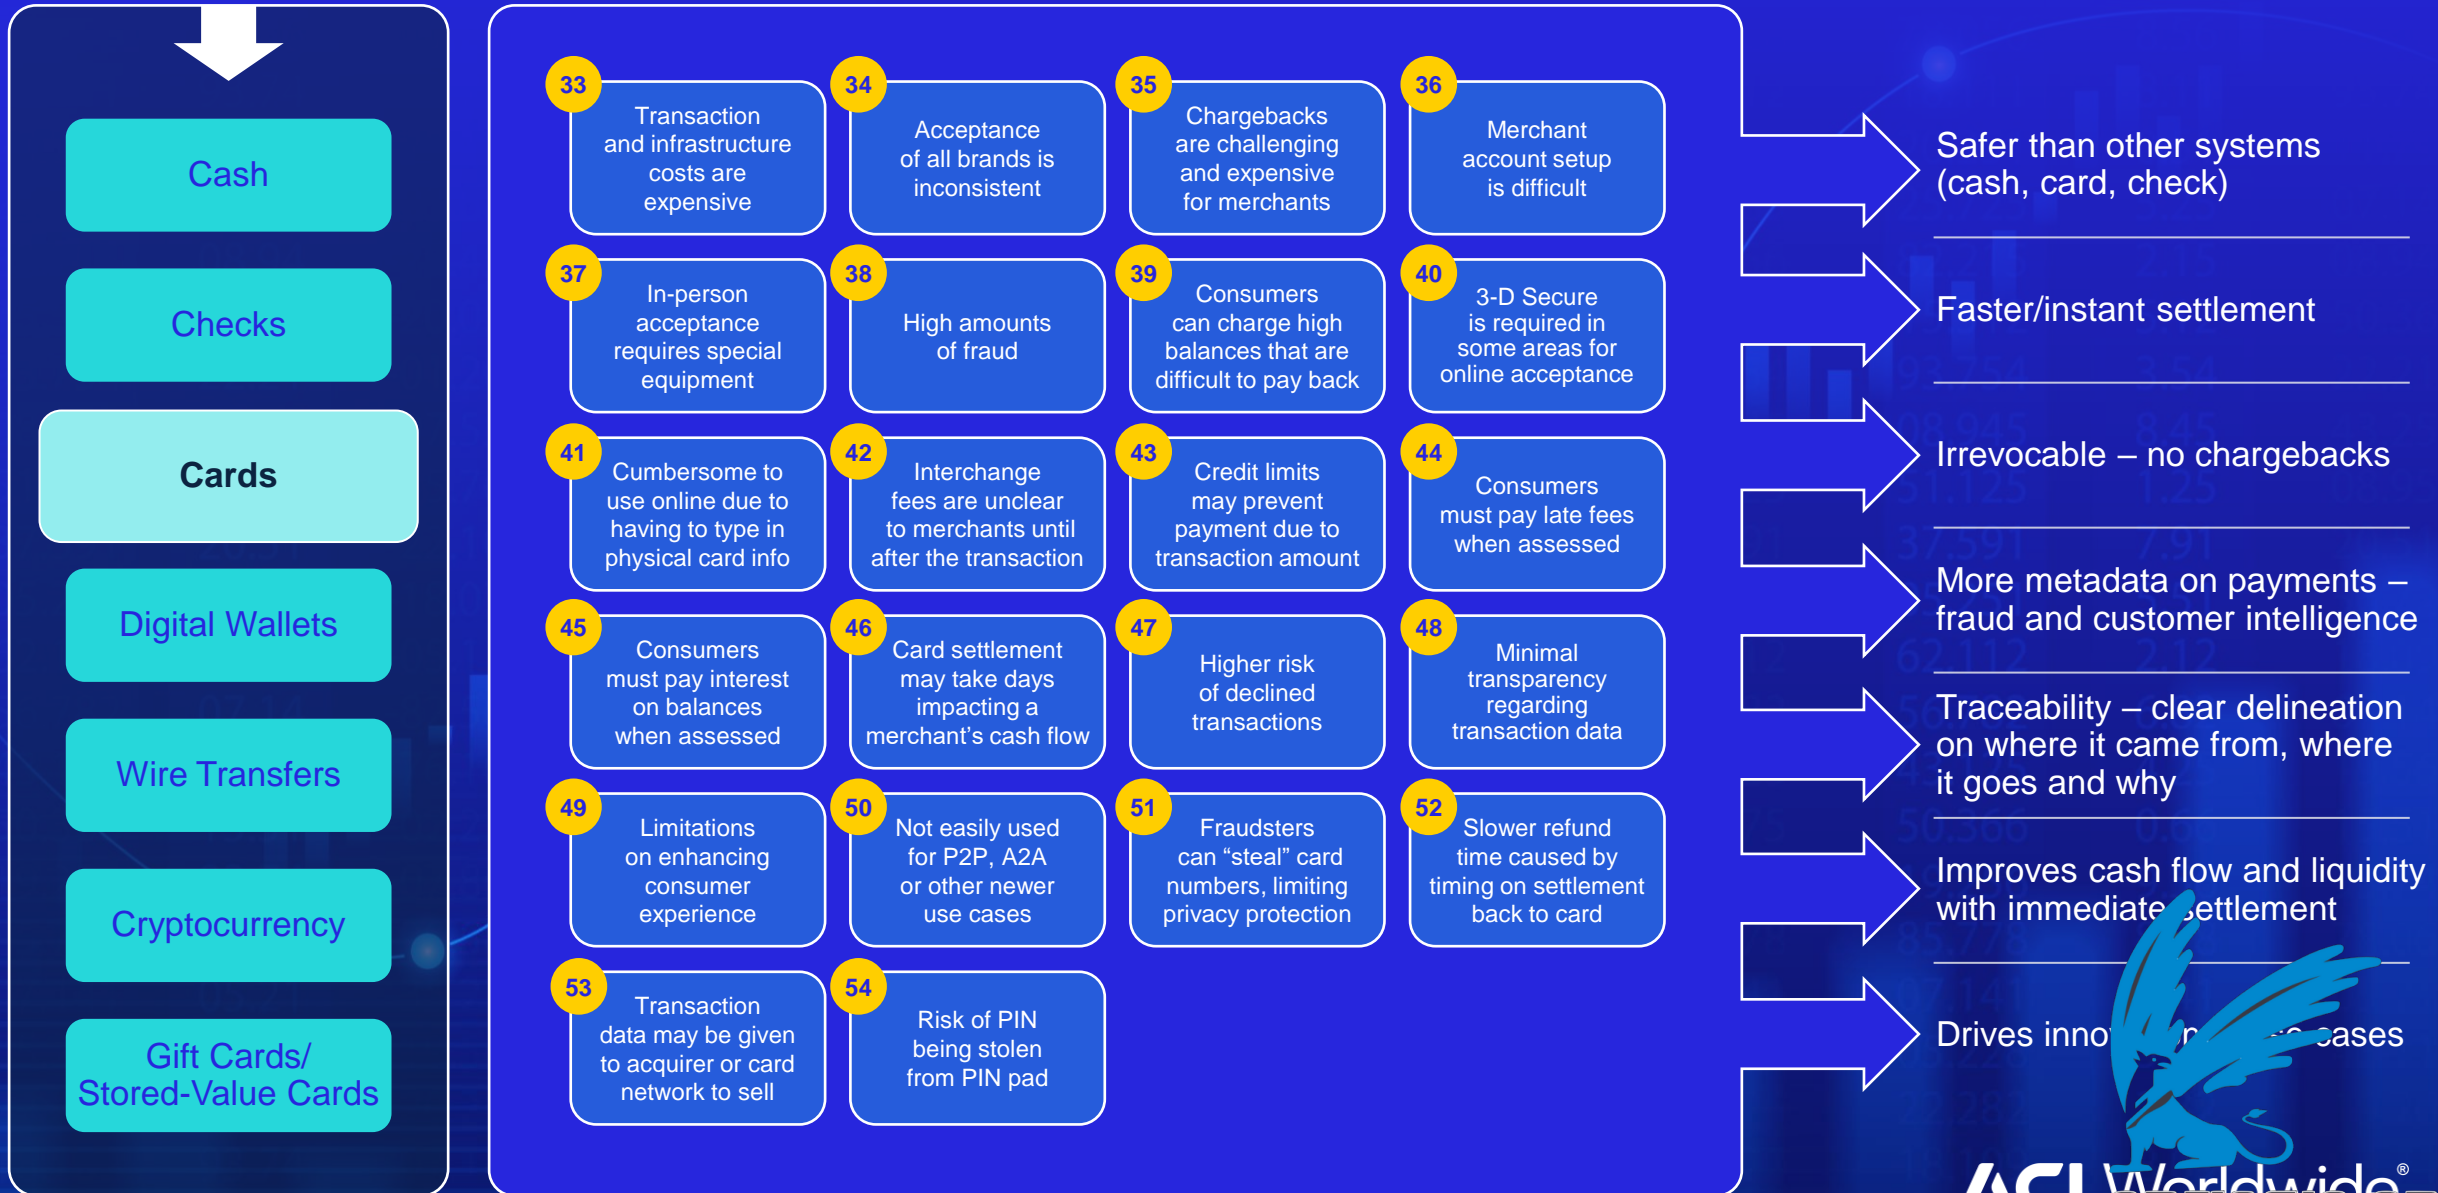 Cash
Checks
Cards
Digital Wallets
Wire Transfers
Cryptocurrency
Gift Cards/
Stored-Value Cards
33
Transaction
and infrastructure
costs are
expensive
34
Acceptance
of all brands is
inconsistent
35
Chargebacks
are challenging
and expensive
for merchants
36
Merchant
account setup
is difficult
37
In-person
acceptance
requires special
equipment
38
High amounts
of fraud
39
Consumers
can charge high
balances that are
difficult to pay back
40
3-D Secure
is required in
some areas for
online acceptance
41
Cumbersome to
use online due to
having to type in
physical card info
42
Interchange
fees are unclear
to merchants until
after the transaction
43
Credit limits
may prevent
payment due to
transaction amount
44
Consumers
must pay late fees
when assessed
45
Consumers
must pay interest
on balances
when assessed
46
Card settlement
may take days
impacting a
merchant’s cash flow
47
Higher risk
of declined
transactions
48
Minimal
transparency
regarding
transaction data
49
Limitations
on enhancing
consumer
experience
50
Not easily used
for P2P, A2A
or other newer
use cases
51
Fraudsters
can “steal” card
numbers, limiting
privacy protection
52
Slower refund
time caused by
timing on settlement
back to card
53
Transaction
data may be given
to acquirer or card
network to sell
54
Risk of PIN
being stolen
from PIN pad
Safer than other systems
(cash, card, check)
Faster/instant settlement
Irrevocable – no chargebacks
More metadata on payments –
fraud and customer intelligence
Traceability – clear delineation
on where it came from, where
it goes and why
Improves cash flow and liquidity
with immediate settlement
Drives cases
ACI Worldwide®